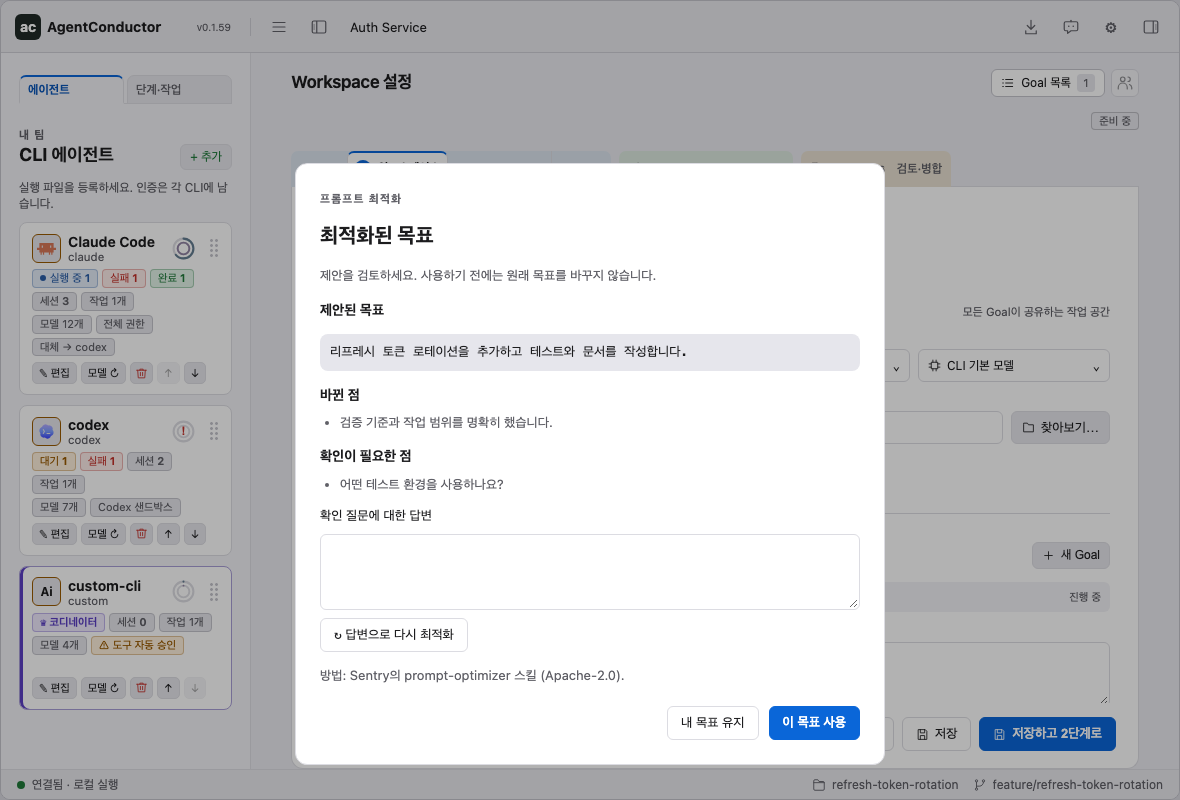 ac AgentConductor v0.1.59 Auth Service
에이전트 단계·작업
내 팀
CLI 에이전트 + 추가
실행 파일을 등록하세요. 인증은 각 CLI에 남
습니다.
Claude Code
claude
실행 중 1 실패 1 완료 1
세션 3 작업 1개
모델 12개 전체 권한
대체 → codex
✎ 편집 모델 ↻ ↑ ↓
codex
codex
대기 1 실패 1 세션 2
작업 1개
모델 7개 Codex 샌드박스
✎ 편집 모델 ↻ ↑ ↓
Ai custom-cli
custom
♛ 코디네이터 세션 0 작업 1개
모델 4개 ⚠ 도구 자동 승인
✎ 편집 모델 ↻ ↑ ↓
Workspace 설정
Goal 목록 1
준비 중
검토·병합
모든 Goal이 공유하는 작업 공간
CLI 기본 모델
찾아보기...
+ 새 Goal
진행 중
저장 저장하고 2단계로
프롬프트 최적화
최적화된 목표
제안을 검토하세요. 사용하기 전에는 원래 목표를 바꾸지 않습니다.
제안된 목표
리프레시 토큰 로테이션을 추가하고 테스트와 문서를 작성합니다.
바뀐 점
• 검증 기준과 작업 범위를 명확히 했습니다.
확인이 필요한 점
• 어떤 테스트 환경을 사용하나요?
확인 질문에 대한 답변
↻ 답변으로 다시 최적화
방법: Sentry의 prompt-optimizer 스킬 (Apache-2.0).
내 목표 유지 이 목표 사용
연결됨 · 로컬 실행
refresh-token-rotation feature/refresh-token-rotation